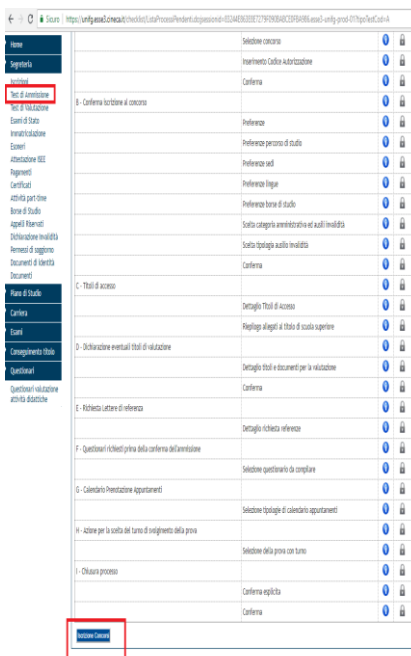 Sicuro
https://unifg.esse3.cineca.it/checklist/ListaProcessPendent.do
Home
Segreteria
Iscrizioni
Test di Ammissione
Test di Valutazione
Esami di Stato
Immatricolazione
Esoneri
Attestazione ISEE
Pagamenti
Certificati
Attività part-time
Borse di Studio
Appelli Riservati
Dichiarazione Invalidità
Permessi di soggiorno
Documenti di identità
Documenti
Piano di Studio
Carriera
Esami
Conseguimento titolo
Questionari
Questionari valutazione
attività didattiche
Selezione concorso
Inserimento Codice Autorizzazione
Conferma
B - Conferma iscrizione al concorso
Preferenze
Preferenze percorso di studio
Preferenze sedi
Preferenze lingue
Preferenze borse di studio
Scelta categoria amministrativa ed ausili invalidità
Scelta tipologia ausilio invalidità
Conferma
C - Titoli di accesso
Dettaglio Titoli di Accesso
Riepilogo allegati al titolo di scuola superiore
D - Dichiarazione eventuali titoli di valutazione
Dettaglio titoli e documenti per la valutazione
Conferma
E - Richiesta Lettere di referenza
Dettaglio richiesta referenze
F - Questionari richiesti prima della conferma dell'ammissione
Selezione questionario da compilare
G - Calendario Prenotazione Appuntamenti
Selezione tipologie di calendario appuntamenti
H - Azione per la scelta del turno di svolgimento della prova
Selezione della prova con turno
I - Chiusura processo
Conferma esplicita
Conferma
Iscrizione Concorsi